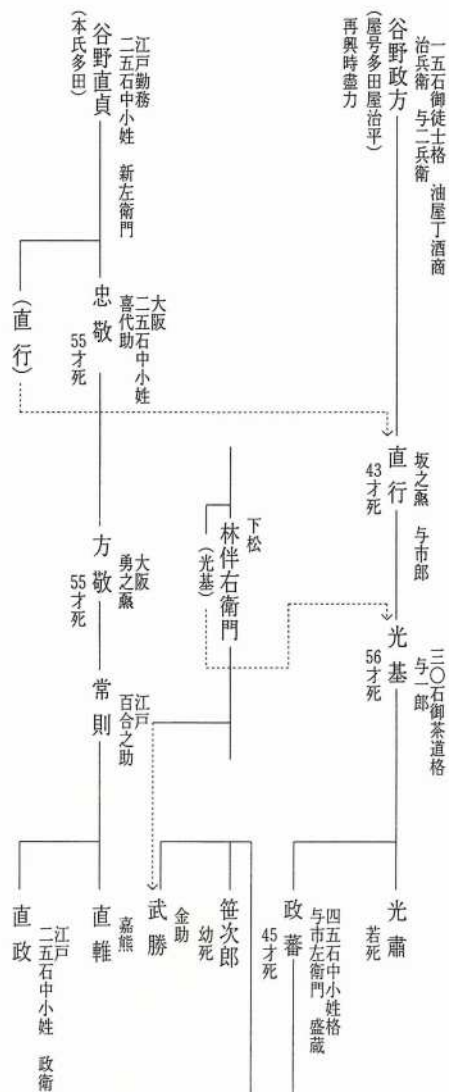 一五石御徒士格　油屋丁酒商
治兵衛　与二兵衛
谷野政方
（屋号多田屋治平）
再興時盡力
坂之烝　与市郎
直行
43才死
三〇石御茶道格
与一郎
光基
56才死
光肅
若死
四五石中小姓格
与市左衛門　盛蔵
政蕃
45才死
下松
林伴右衛門
（光基）
笹次郎
幼死
武勝
金助
江戸勤務
二五石中小姓　新左衛門
谷野直貞
（本氏多田）
大阪
二五石中小姓
喜代助
忠敬
55才死
（直行）
大阪
勇之烝
方敬
55才死
江戸
百合之助
常則
嘉熊
直<br>
直政
江戸
二五石中小姓　政衛